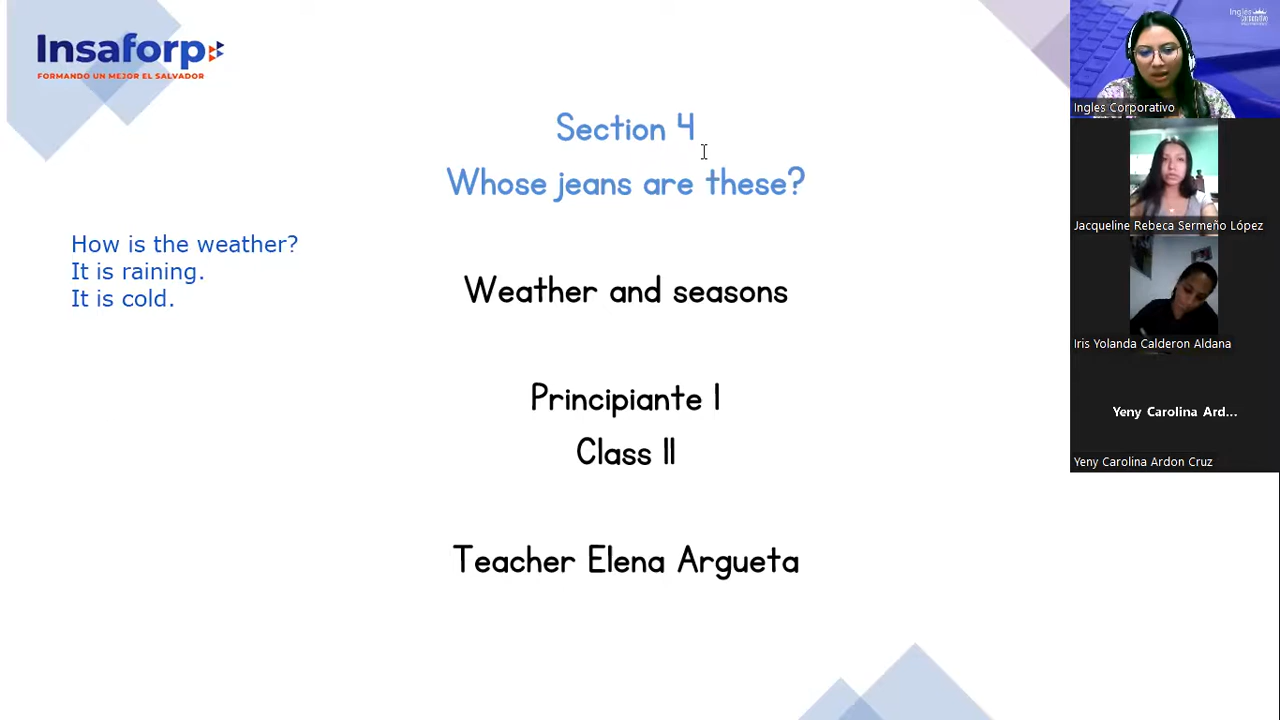 Insaforp
FORMANDO UN MEJOR EL SALVADOR
Section 4
Whose jeans are these?
How is the weather?
It is raining.
It is cold.
Weather and seasons
Principiante I
Class II
Teacher Elena Argueta
Ingles
Corporativo
Ingles Corporativo
Jacqueline Rebeca Sermeño López
Iris Yolanda Calderon Aldana
Yeny Carolina Ard...
Yeny Carolina Ardon Cruz